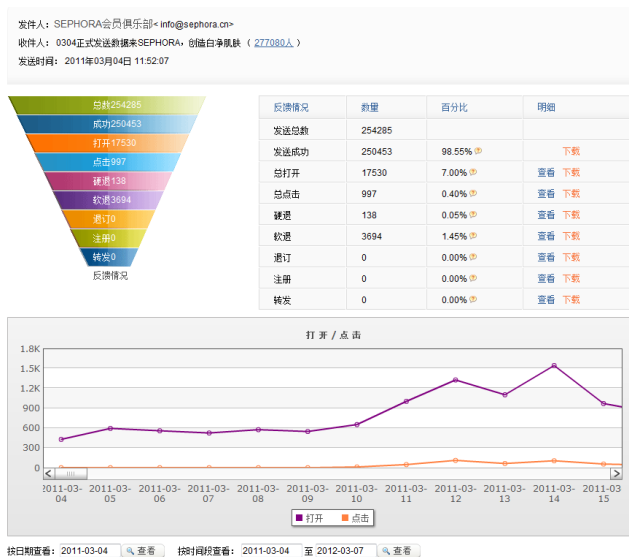 发件人：SEPHORA会员俱乐部< info@sephora.cn>
收件人： 0304正式发送数据来SEPHORA，创造白净肌肤 （ 277080人 ）
发送时间： 2011年03月04日 11:52:07
总数254285
成功250453
打开17530
点击997
硬退138
软退3694
退订0
注册0
转发0
反馈情况
反馈情况 数量 百分比 明细
发送总数 254285
发送成功 250453 98.55% 下载
总打开 17530 7.00% 查看 下载
总点击 997 0.40% 查看 下载
硬退 138 0.05% 查看 下载
软退 3694 1.45% 查看 下载
退订 0 0.00% 查看 下载
注册 0 0.00% 查看 下载
转发 0 0.00% 查看 下载
打 开 / 点 击
1.8K
1.5K
1.2K
900
600
300
0
2011-03-04 2011-03-05 2011-03-06 2011-03-07 2011-03-08 2011-03-09 2011-03-10 2011-03-11 2011-03-12 2011-03-13 2011-03-14 2011-03 15
打开 点击
按日期查看： 2011-03-04 查看 按时间段查看： 2011-03-04 至 2012-03-07 查看